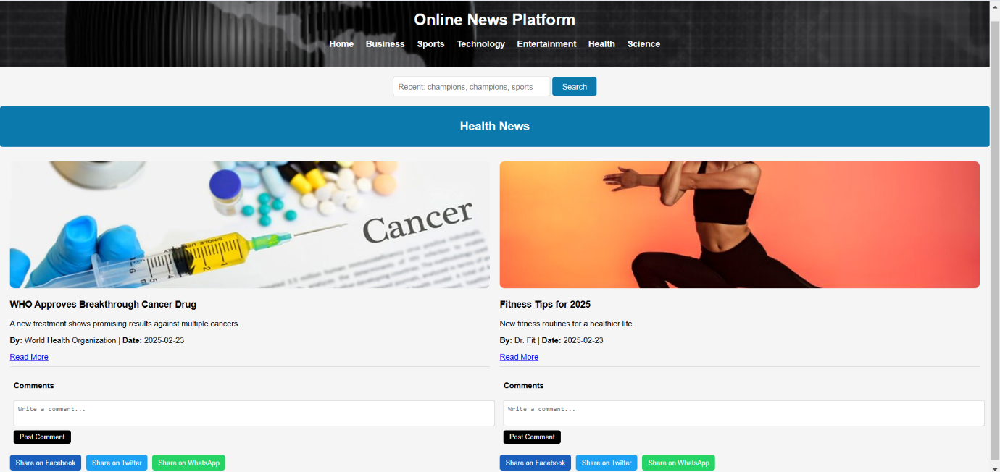 Online News Platform
Home Business Sports Technology Entertainment Health Science
Recent: champions, champions, sports Search
Health News
Cancer
SINGLE USE
WHO Approves Breakthrough Cancer Drug
A new treatment shows promising results against multiple cancers.
By: World Health Organization | Date: 2025-02-23
Read More
Comments
Write a comment...
Post Comment
Share on Facebook Share on Twitter Share on WhatsApp
Fitness Tips for 2025
New fitness routines for a healthier life.
By: Dr. Fit | Date: 2025-02-23
Read More
Comments
Write a comment...
Post Comment
Share on Facebook Share on Twitter Share on WhatsApp